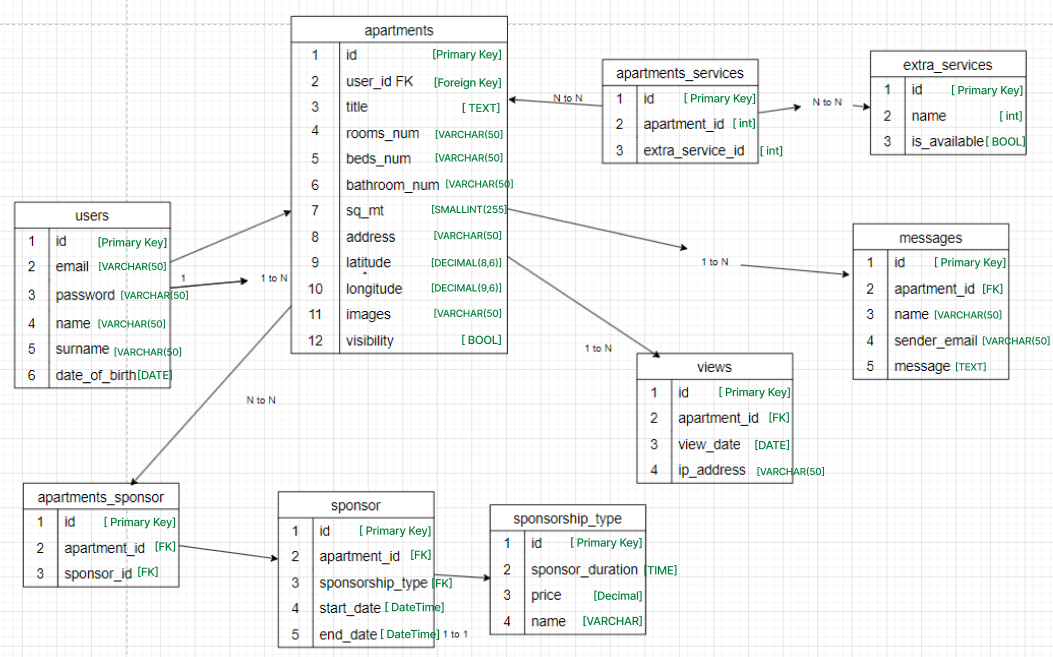 apartments
1 id [Primary Key]
2 user_id FK [Foreign Key]
3 title [ TEXT]
4 rooms_num [VARCHAR(50]
5 beds_num [VARCHAR(50]
6 bathroom_num [VARCHAR(50]
7 sq_mt [SMALLINT(255]
8 address [VARCHAR(50]
9 latitude [DECIMAL(8,6)]
10 longitude [DECIMAL(9,6)]
11 images [VARCHAR(50]
12 visibility [ BOOL]
apartments_services
1 id [ Primary Key]
2 apartment_id [ int]
3 extra_service_id [ int]
extra_services
1 id [ Primary Key]
2 name [ int]
3 is_available [ BOOL]
N to N
N to N
users
1 id [Primary Key]
2 email [VARCHAR(50]
3 password [VARCHAR(50]
4 name [VARCHAR(50]
5 surname [VARCHAR(50]
6 date_of_birth [DATE]
1
1 to N
messages
1 id [ Primary Key]
2 apartment_id [FK]
3 name [VARCHAR(50]
4 sender_email [VARCHAR(50]
5 message [TEXT]
1 to N
1 to N
views
1 id [ Primary Key]
2 apartment_id [FK]
3 view_date [DATE]
4 ip_address [VARCHAR(50]
N to N
apartments_sponsor
1 id [ Primary Key]
2 apartment_id [FK]
3 sponsor_id [FK]
sponsor
1 id [ Primary Key]
2 apartment_id [FK]
3 sponsorship_type [FK]
4 start_date [ DateTime]
5 end_date [ DateTime]
1 to 1
sponsorship_type
1 id [ Primary Key]
2 sponsor_duration [TIME]
3 price [Decimal]
4 name [VARCHAR]